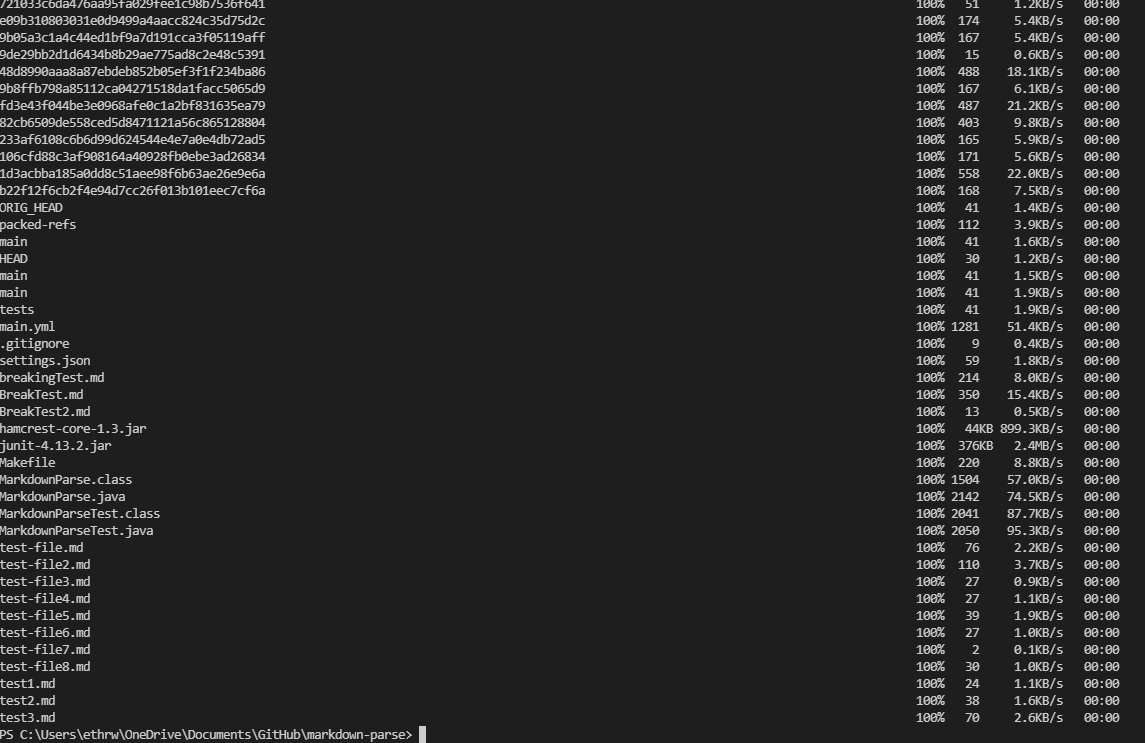 721033c6da476aa95fa029fee1c98b7536f641 100% 51 1.2KB/s 00:00
e09b310803031e0d9499a4aacc824c35d75d2c 100% 174 5.4KB/s 00:00
9b05a3c1a4c44ed1bf9a7d191cca3f05119aff 100% 167 5.4KB/s 00:00
9de29bb2d1d6434b8b29ae775ad8c2e48c5391 100% 15 0.6KB/s 00:00
48d8990aaa8a87ebdeb852b05ef3f1f234ba86 100% 488 18.1KB/s 00:00
9b8ffb798a85112ca04271518da1facc5065d9 100% 167 6.1KB/s 00:00
fd3e43f044be3e0968afe0c1a2bf831635ea79 100% 487 21.2KB/s 00:00
82cb6509de558ced5d8471121a56c865128804 100% 403 9.8KB/s 00:00
233af6108c6b6d99d624544e4e7a0e4db72ad5 100% 165 5.9KB/s 00:00
106cfd88c3af908164a40928fb0ebe3ad26834 100% 171 5.6KB/s 00:00
1d3acbba185a0dd8c51aee98f6b63ae26e9e6a 100% 558 22.0KB/s 00:00
b22f12f6cb2f4e94d7cc26f013b101eec7cf6a 100% 168 7.5KB/s 00:00
ORIG_HEAD 100% 41 1.4KB/s 00:00
packed-refs 100% 112 3.9KB/s 00:00
main 100% 41 1.6KB/s 00:00
HEAD 100% 30 1.2KB/s 00:00
main 100% 41 1.5KB/s 00:00
main 100% 41 1.9KB/s 00:00
tests 100% 41 1.9KB/s 00:00
main.yml 100% 1281 51.4KB/s 00:00
.gitignore 100% 9 0.4KB/s 00:00
settings.json 100% 59 1.8KB/s 00:00
breakingTest.md 100% 214 8.0KB/s 00:00
BreakTest.md 100% 350 15.4KB/s 00:00
BreakTest2.md 100% 13 0.5KB/s 00:00
hamcrest-core-1.3.jar 100% 44KB 899.3KB/s 00:00
junit-4.13.2.jar 100% 376KB 2.4MB/s 00:00
Makefile 100% 220 8.8KB/s 00:00
MarkdownParse.class 100% 1504 57.0KB/s 00:00
MarkdownParse.java 100% 2142 74.5KB/s 00:00
MarkdownParseTest.class 100% 2041 87.7KB/s 00:00
MarkdownParseTest.java 100% 2050 95.3KB/s 00:00
test-file.md 100% 76 2.2KB/s 00:00
test-file2.md 100% 110 3.7KB/s 00:00
test-file3.md 100% 27 0.9KB/s 00:00
test-file4.md 100% 27 1.1KB/s 00:00
test-file5.md 100% 39 1.9KB/s 00:00
test-file6.md 100% 27 1.0KB/s 00:00
test-file7.md 100% 2 0.1KB/s 00:00
test-file8.md 100% 30 1.0KB/s 00:00
test1.md 100% 24 1.1KB/s 00:00
test2.md 100% 38 1.6KB/s 00:00
test3.md 100% 70 2.6KB/s 00:00
PS C:\Users\ethrw\OneDrive\Documents\GitHub\markdown-parse>